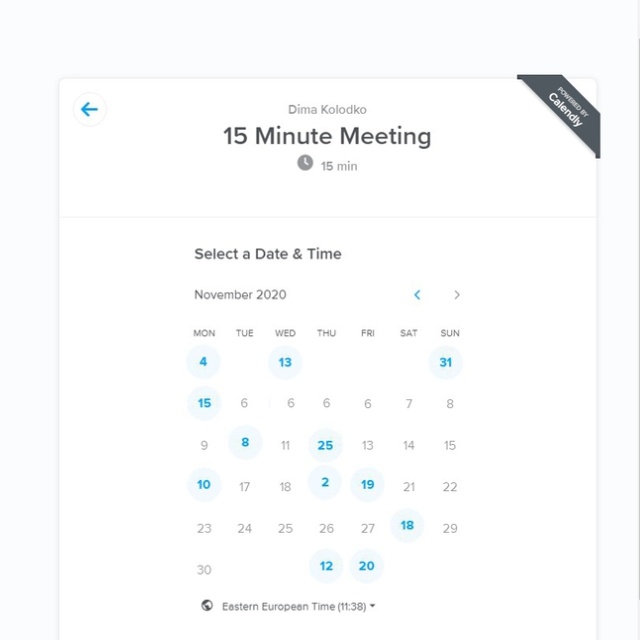 Dima Kolodko
15 Minute Meeting
15 min
POWERED BY
Calendly
Select a Date & Time
November 2020
MON TUE WED THU FRI SAT SUN
4 13 31
15 6 6 6 6 7 8
9 8 11 25 13 14 15
10 17 18 2 19 21 22
23 24 25 26 27 18 29
30 12 20
Eastern European Time (11:38)